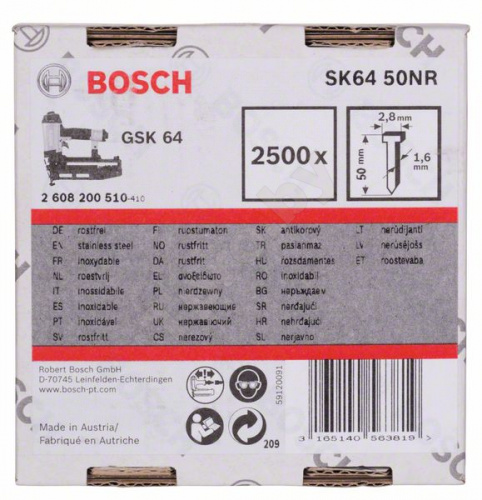 BOSCH
SK64 50NR
GSK 64
2 608 200 510-410
2500 x
2,8 mm
50 mm
1,6 mm
DE rostfrei
EN stainless steel
FR inoxydable
NL roestvrij
IT inossidabile
ES inoxidable
PT inoxidável
SV rostfritt
FI ruostumaton
NO rustfritt
DA rustfrit
EL
PL nierdzewny
RU нержавеющие
UK
CS nerezový
SK antikorový
TR paslanmaz
HU rozsdamentes
RO inoxidabil
BG
SR nerđajući
HR nehrđajući
SL nerjavno
LT nerūdijanti
LV nerūsējošs
ET roostevaba
Robert Bosch GmbH
D-70745 Leinfelden-Echterdingen
www.bosch-pt.com
Made in Austria/
Fabriqué en Autriche
59120091
209
3 165140 563819 >